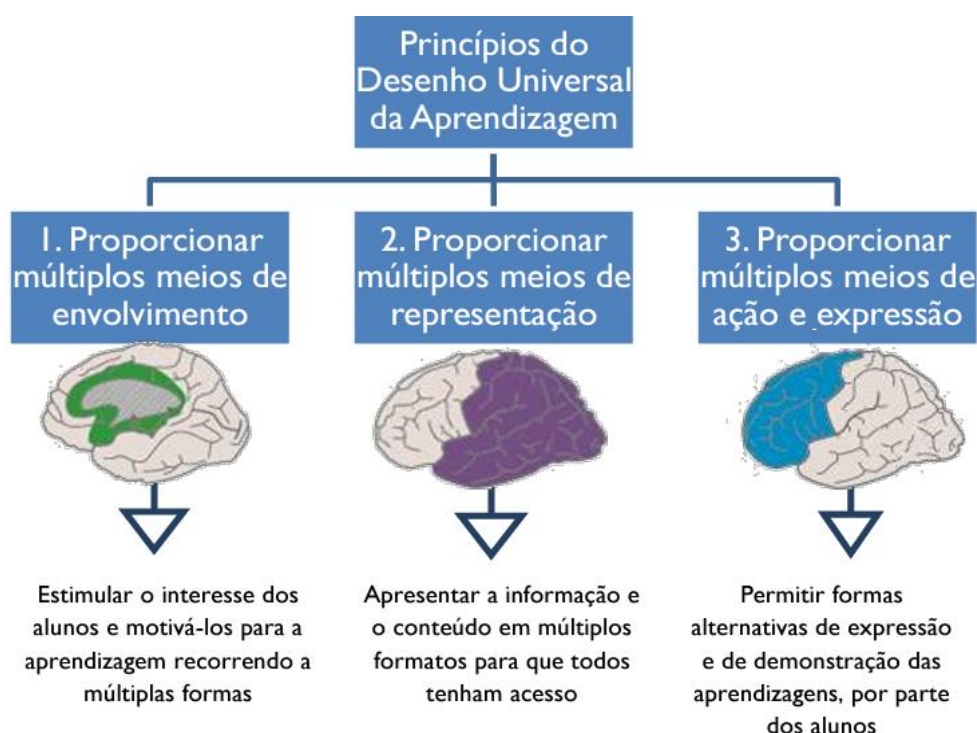 Princípios do
Desenho Universal
da Aprendizagem
1. Proporcionar
múltiplos meios de
envolvimento
2. Proporcionar
múltiplos meios de
representação
3. Proporcionar
múltiplos meios de
ação e expressão
Estimular o interesse dos
alunos e motivá-los para a
aprendizagem recorrendo a
múltiplas formas
Apresentar a informação e
o conteúdo em múltiplos
formatos para que todos
tenham acesso
Permitir formas
alternativas de expressão
e de demonstração das
aprendizagens, por parte
dos alunos